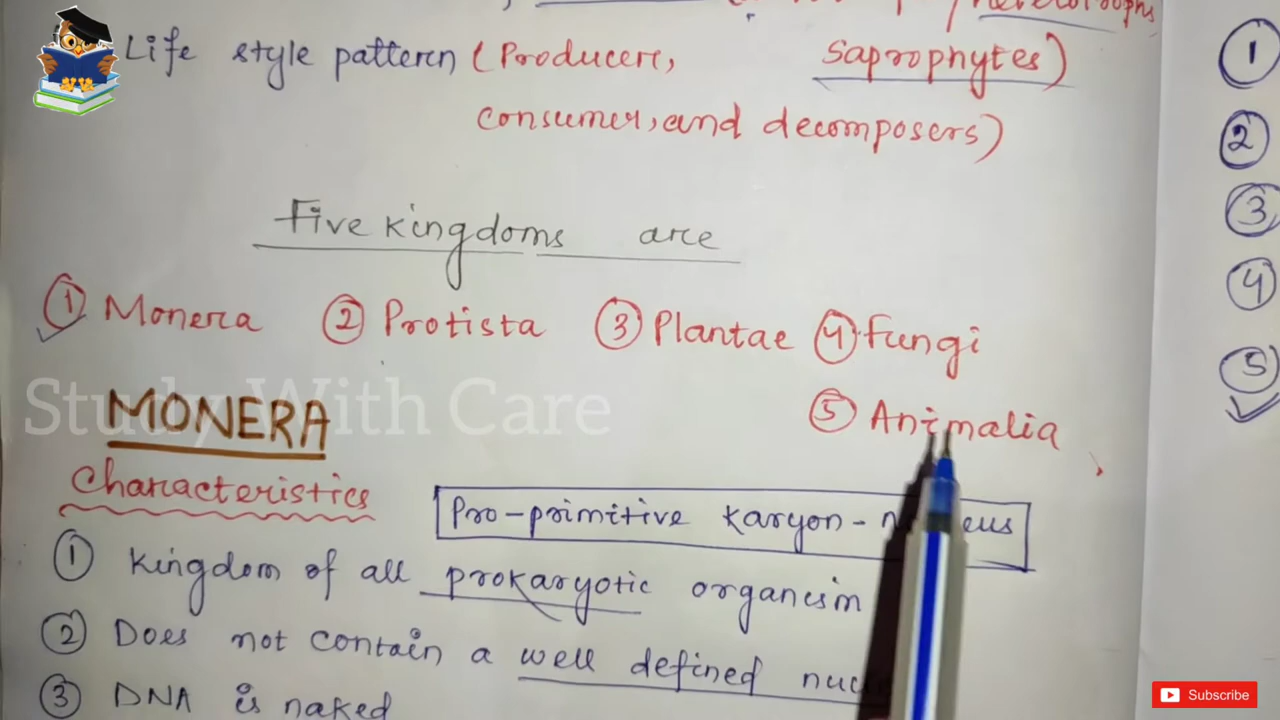 heterotrophs
Life style pattern (Producer, Saprophytes)
consumer, and decomposers)
Five kingdoms are
① Monera ② Protista ③ Plantae ④ Fungi
⑤ Animalia
Study With Care
MONERA
Characteristics
Pro-primitive karyon-
① Kingdom of all prokaryotic organism
② Does not contain a well defined
③ DNA is naked
1
2
3
4
5
Subscribe